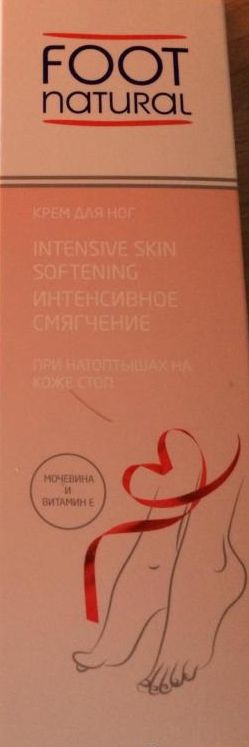 FOOT
natural
КРЕМ ДЛЯ НОГ
INTENSIVE SKIN
SOFTENING
ИНТЕНСИВНОЕ
СМЯГЧЕНИЕ
ПРИ НАТОПТЫШАХ НА
КОЖЕ СТОП
МОЧЕВИНА
И
ВИТАМИН Е